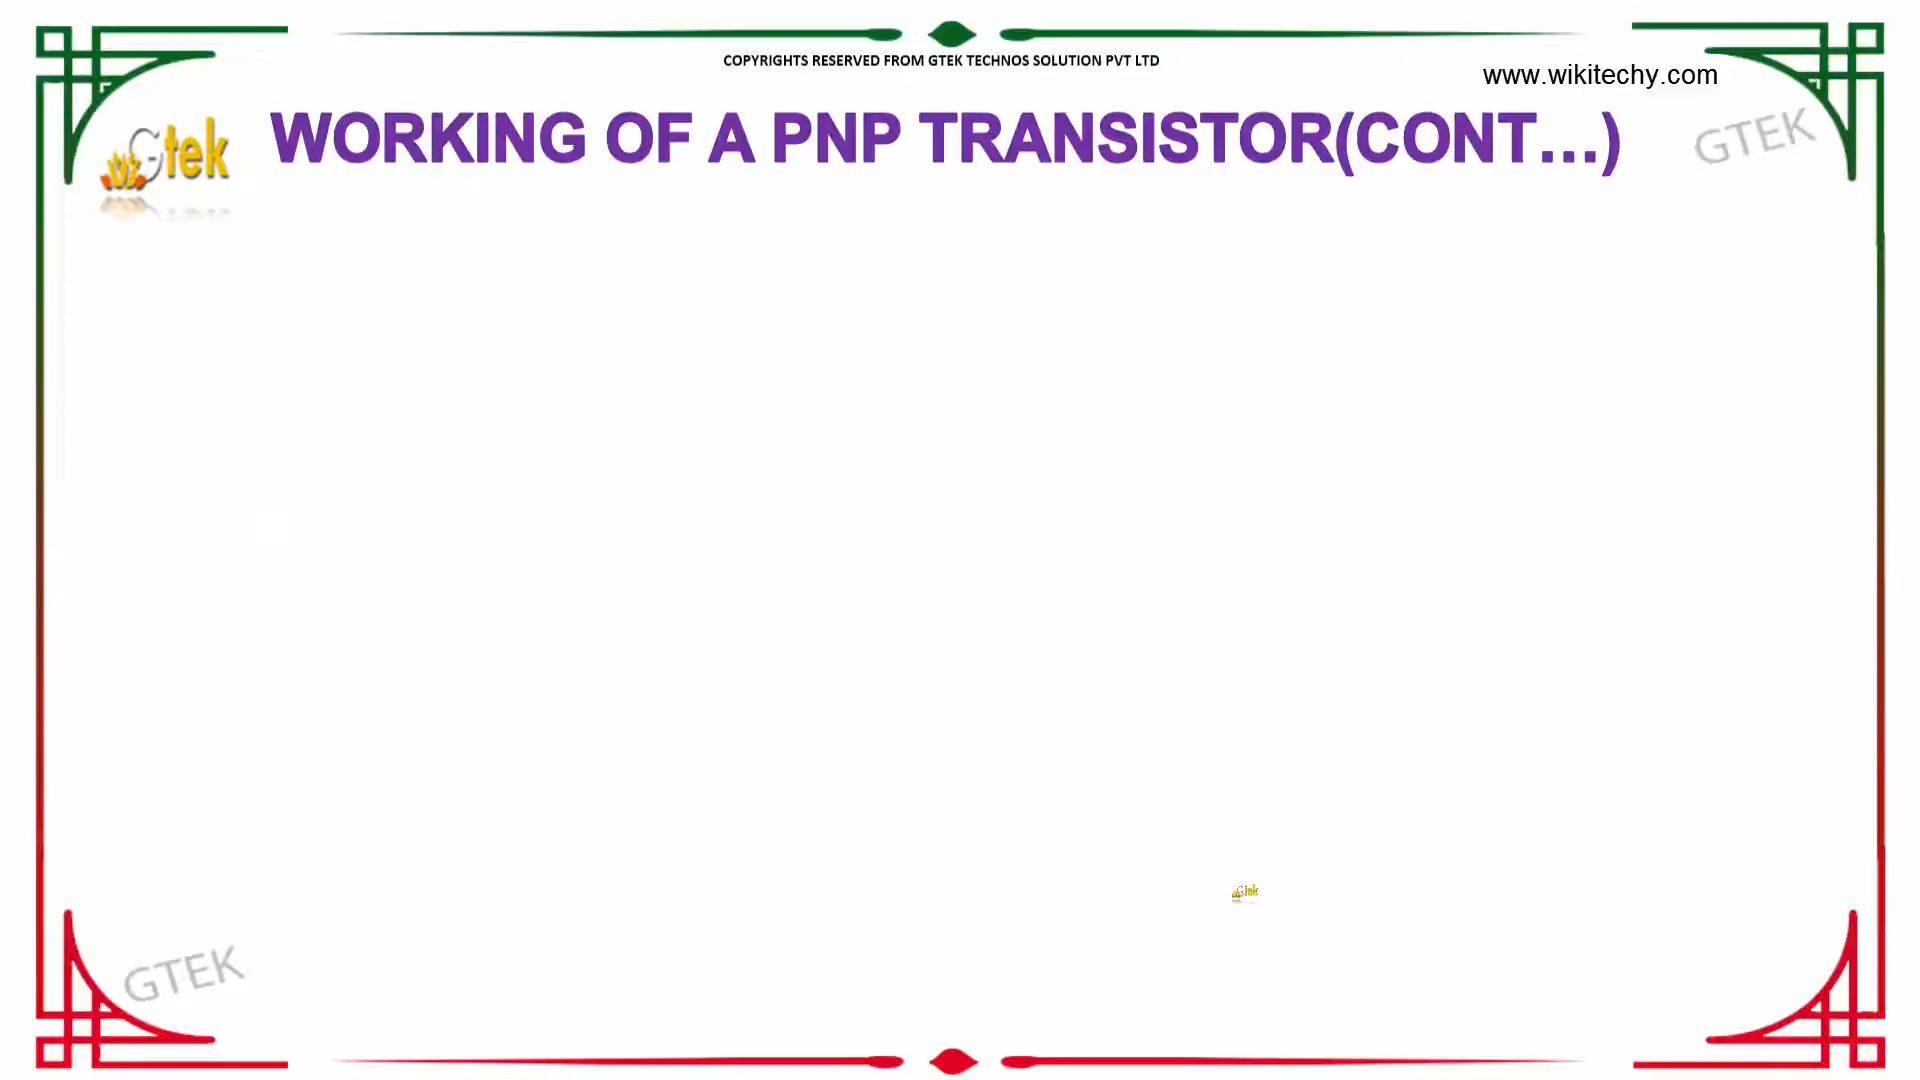 COPYRIGHTS RESERVED FROM GTEK TECHNOS SOLUTION PVT LTD
www.wikitechy.com
Gtek
WORKING OF A PNP TRANSISTOR(CONT...)
GTEK
Gtek
GTEK